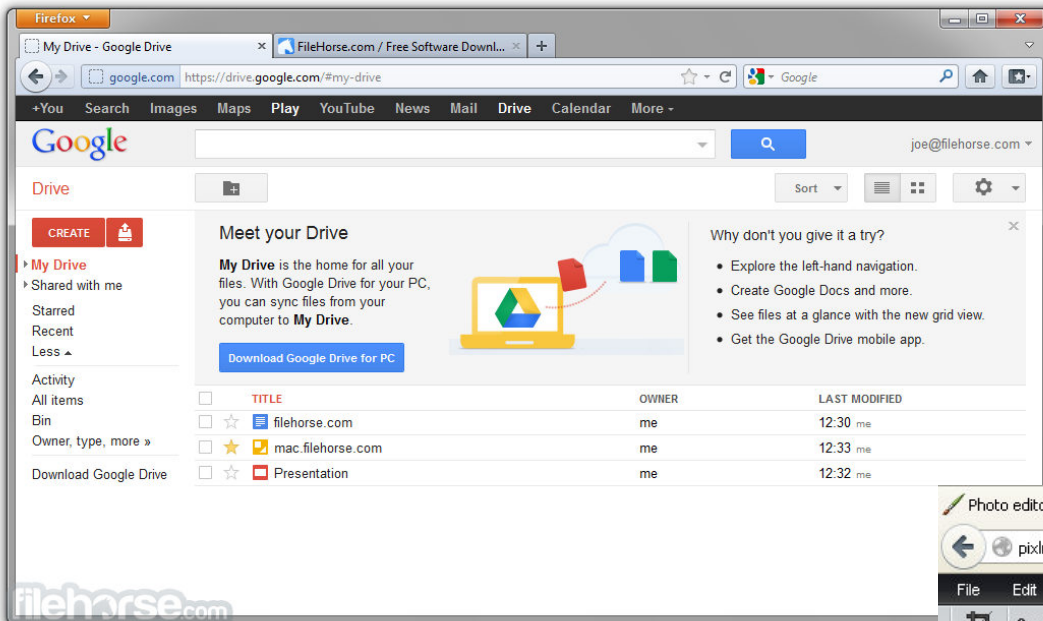 Firefox
My Drive - Google Drive
FileHorse.com / Free Software Downl...
google.com https://drive.google.com/#my-drive
Google
+You Search Images Maps Play YouTube News Mail Drive Calendar More
Google
joe@filehorse.com
Drive
Sort
CREATE
My Drive
Shared with me
Starred
Recent
Less
Activity
All items
Bin
Owner, type, more »
Download Google Drive
Meet your Drive
My Drive is the home for all your
files. With Google Drive for your PC,
you can sync files from your
computer to My Drive.
Download Google Drive for PC
Why don't you give it a try?
• Explore the left-hand navigation.
• Create Google Docs and more.
• See files at a glance with the new grid view.
• Get the Google Drive mobile app.
TITLE OWNER LAST MODIFIED
filehorse.com me 12:30 me
mac.filehorse.com me 12:33 me
Presentation me 12:32 me
Photo edito
pixl
File Edit
filehorse.com